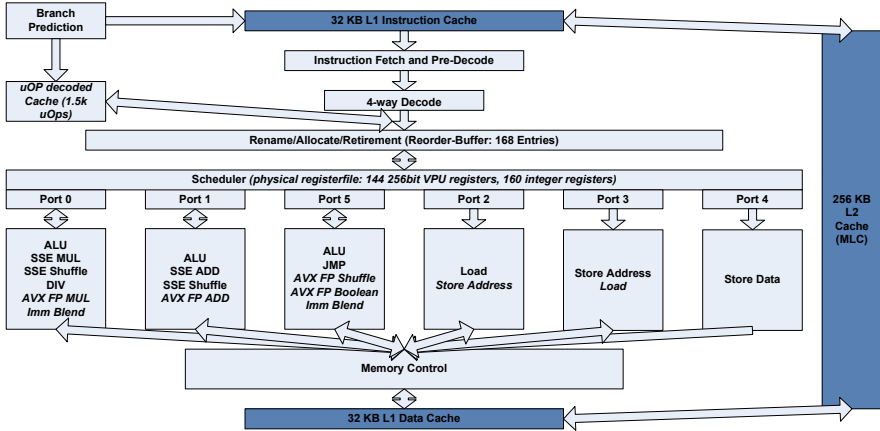 Branch
Prediction
32 KB L1 Instruction Cache
Instruction Fetch and Pre-Decode
uOP decoded
Cache (1.5k
uOps)
4-way Decode
Rename/Allocate/Retirement (Reorder-Buffer: 168 Entries)
Scheduler (physical registerfile: 144 256bit VPU registers, 160 integer registers)
Port 0
Port 1
Port 5
Port 2
Port 3
Port 4
ALU
SSE MUL
SSE Shuffle
DIV
AVX FP MUL
Imm Blend
ALU
SSE ADD
SSE Shuffle
AVX FP ADD
ALU
JMP
AVX FP Shuffle
AVX FP Boolean
Imm Blend
Load
Store Address
Store Address
Load
Store Data
256 KB
L2
Cache
(MLC)
Memory Control
32 KB L1 Data Cache